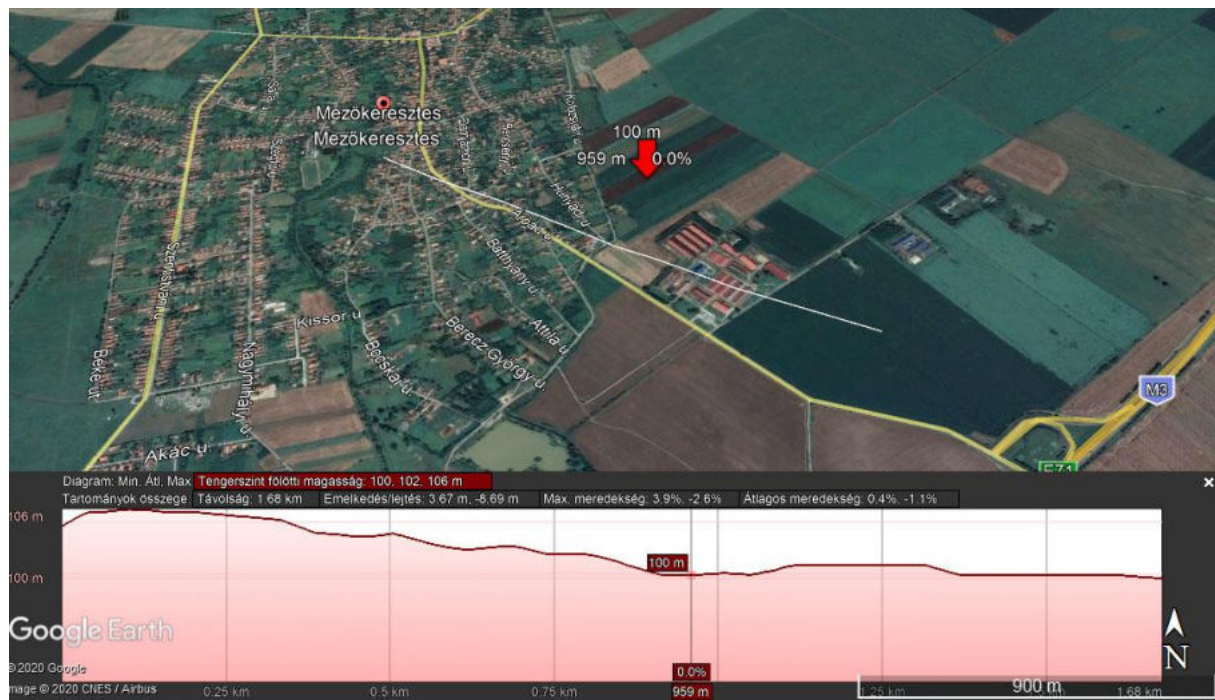 Kolozsvár u.
Mezőkeresztes
Mezőkeresztes
100 m
959 m 0.0%
Hunyadi u.
Árpád u.
Batthyány u.
Szent István u.
Kissor u
Attila u.
Berecz György u.
Bocskai u.
Béke út
Nagymihály u.
Akác u.
M3
E71
Diagram: Min. Átl. Max Tengerszint fölötti magasság: 100, 102, 106 m
Tartományok összege Távolság: 1.68 km Emelkedés/lejtés: 3.67 m, -8.69 m Max. meredekség: 3.9%, -2.6% Átlagos meredekség: 0.4%, -1.1%
106 m
100 m
100 m
Google Earth
© 2020 Google
Image © 2020 CNES / Airbus
0.25 km 0.5 km 0.75 km 0.0% 959 m 1.25 km 900 m 1.68 km
N